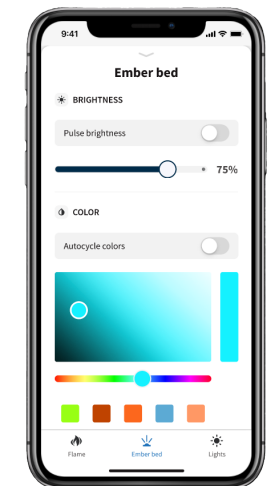 9:41
Ember bed
BRIGHTNESS
Pulse brightness
75%
COLOR
Autocycle colors
Flame Ember bed Lights